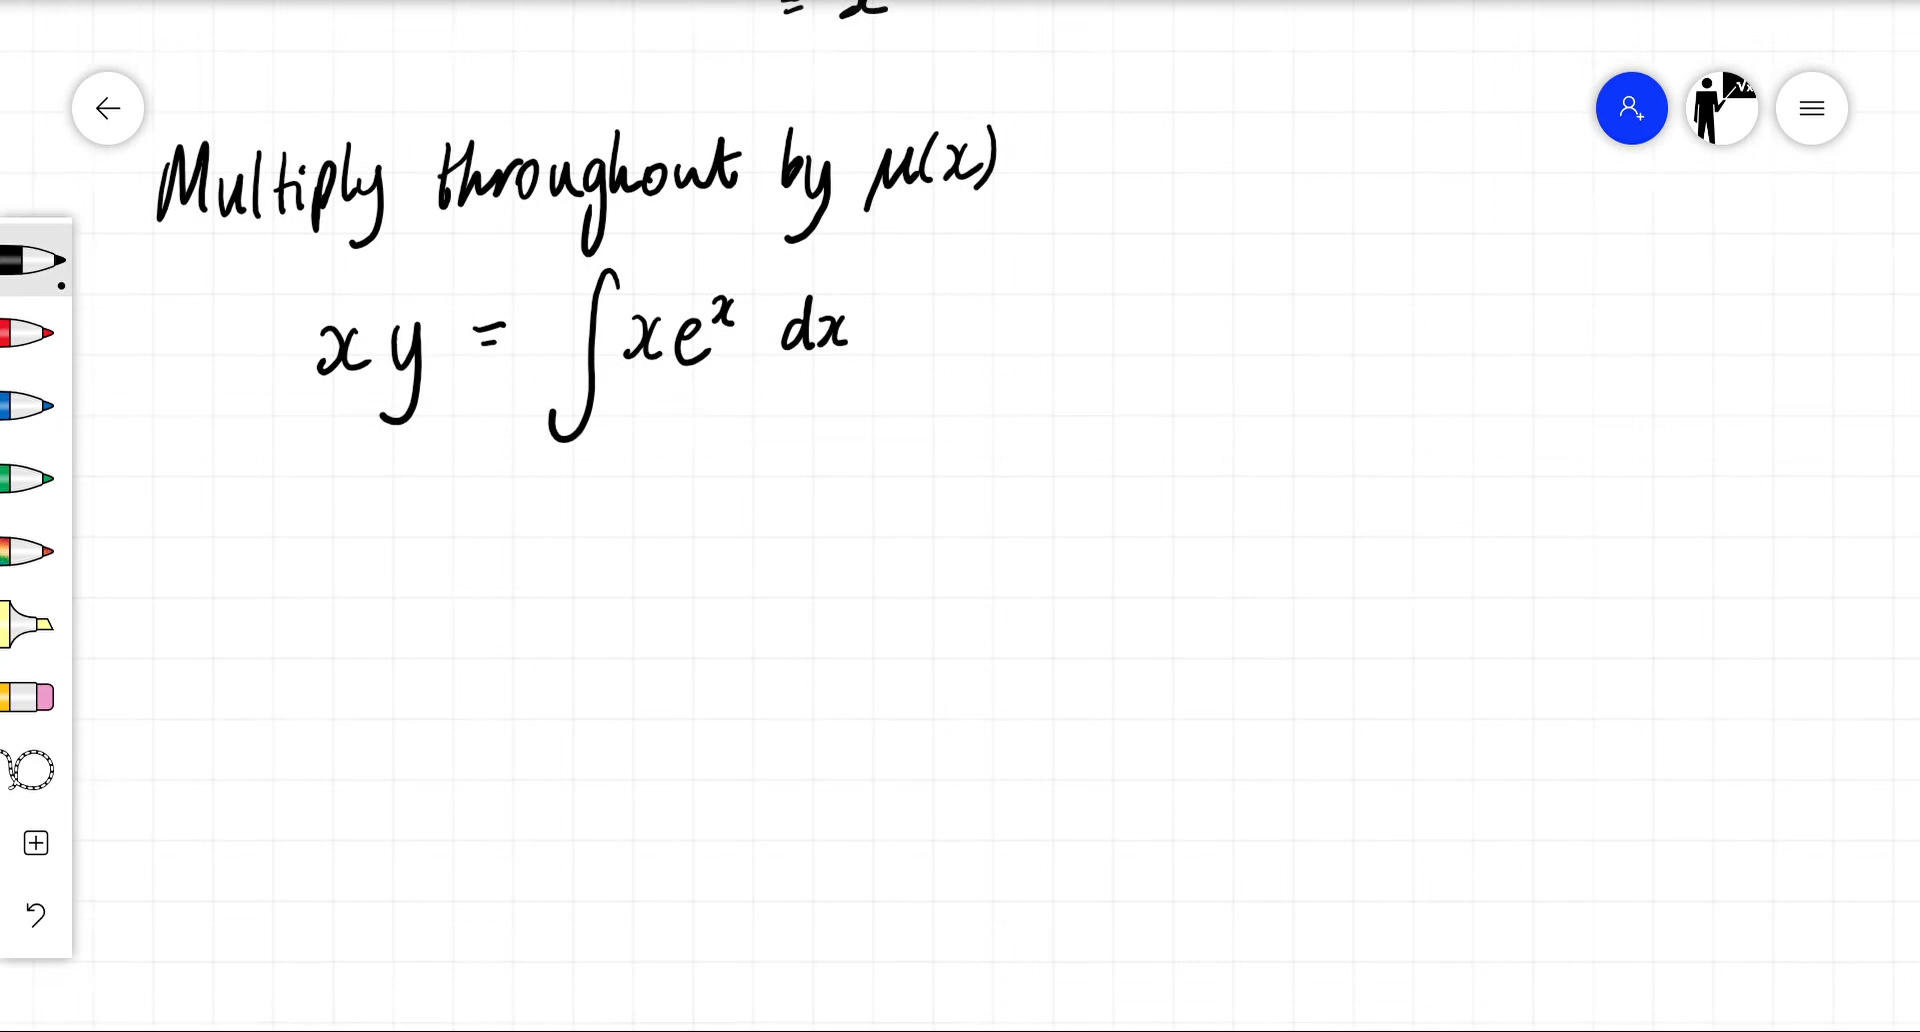 = x
Multiply throughout by μ(x)
xy = ∫xeˣ dx